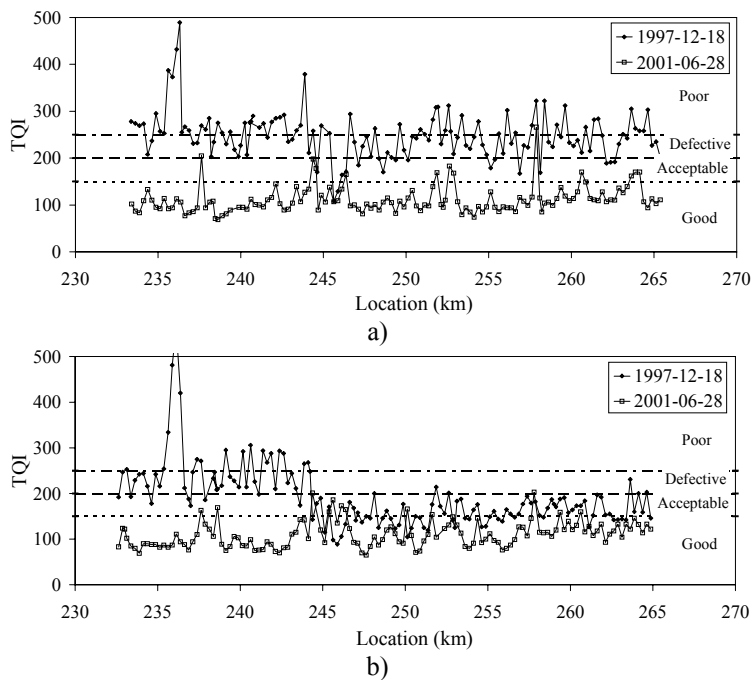 500
400
300
200
100
0
TQI
1997-12-18
2001-06-28
Poor
Defective
Acceptable
Good
230 235 240 245 250 255 260 265 270
Location (km)
a)
500
400
300
200
100
0
TQI
1997-12-18
2001-06-28
Poor
Defective
Acceptable
Good
230 235 240 245 250 255 260 265 270
Location (km)
b)